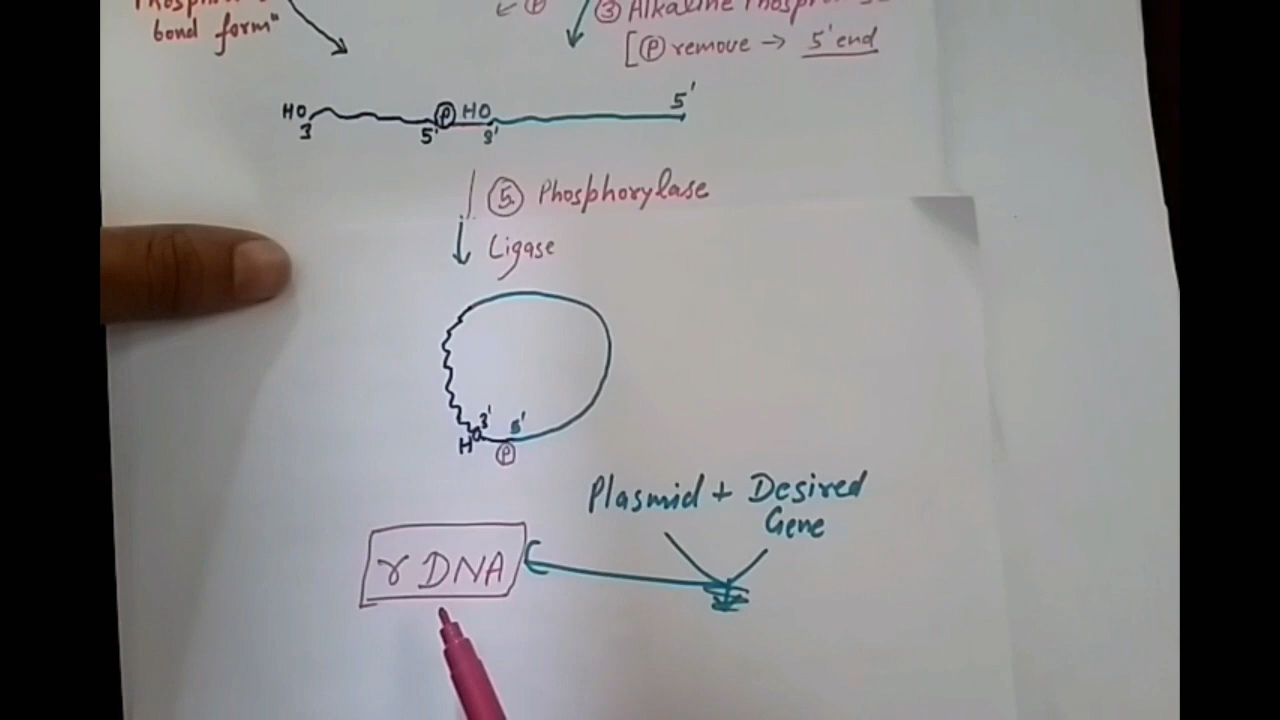 bond form"
← P
③ Alkaline
[Ⓟ remove → 5' end
HO Ⓟ HO 5'
3 5' 3'
⑤ Phosphorylase
Ligase
3' 5'
HO Ⓟ
Plasmid + Desired
Gene
r DNA